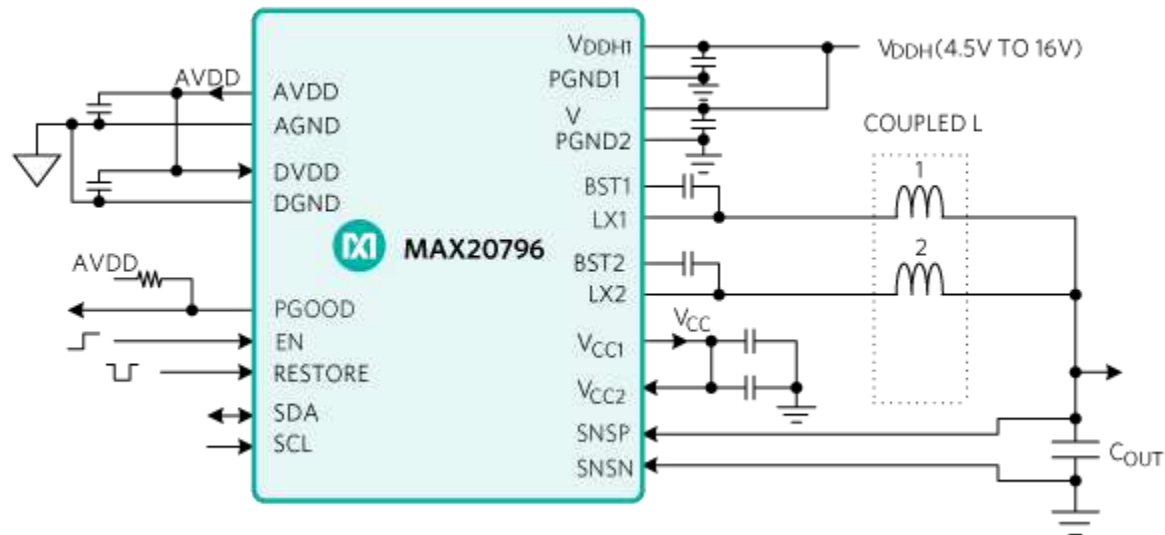 AVDD
AVDD
AGND
DVDD
DGND
AVDD
PGOOD
EN
RESTORE
SDA
SCL
MAX20796
VDDH1
PGND1
V
PGND2
BST1
LX1
BST2
LX2
VCC1
VCC2
SNSP
SNSN
VCC
VDDH (4.5V TO 16V)
COUPLED L
1
2
COUT